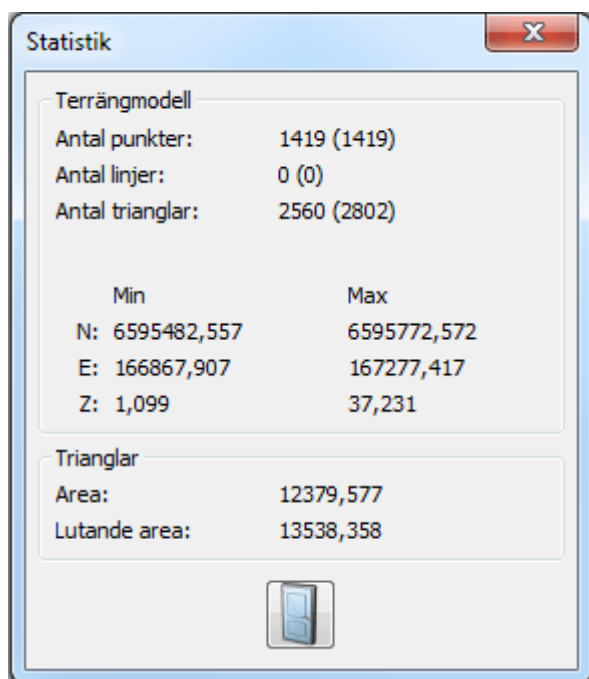 Statistik
Terrängmodell
Antal punkter: 1419 (1419)
Antal linjer: 0 (0)
Antal trianglar: 2560 (2802)
Min Max
N: 6595482,557 6595772,572
E: 166867,907 167277,417
Z: 1,099 37,231
Trianglar
Area: 12379,577
Lutande area: 13538,358